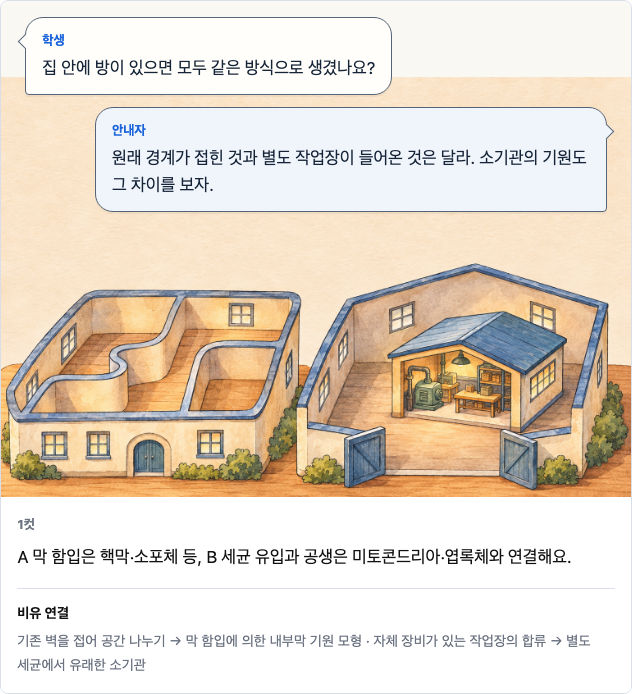 학생
집 안에 방이 있으면 모두 같은 방식으로 생겼나요?
안내자
원래 경계가 접힌 것과 별도 작업장이 들어온 것은 달라. 소기관의 기원도
그 차이를 보자.
1컷
A 막 함입은 핵막·소포체 등, B 세균 유입과 공생은 미토콘드리아·엽록체와 연결해요.
비유 연결
기존 벽을 접어 공간 나누기 → 막 함입에 의한 내부막 기원 모형 · 자체 장비가 있는 작업장의 합류 → 별도
세균에서 유래한 소기관